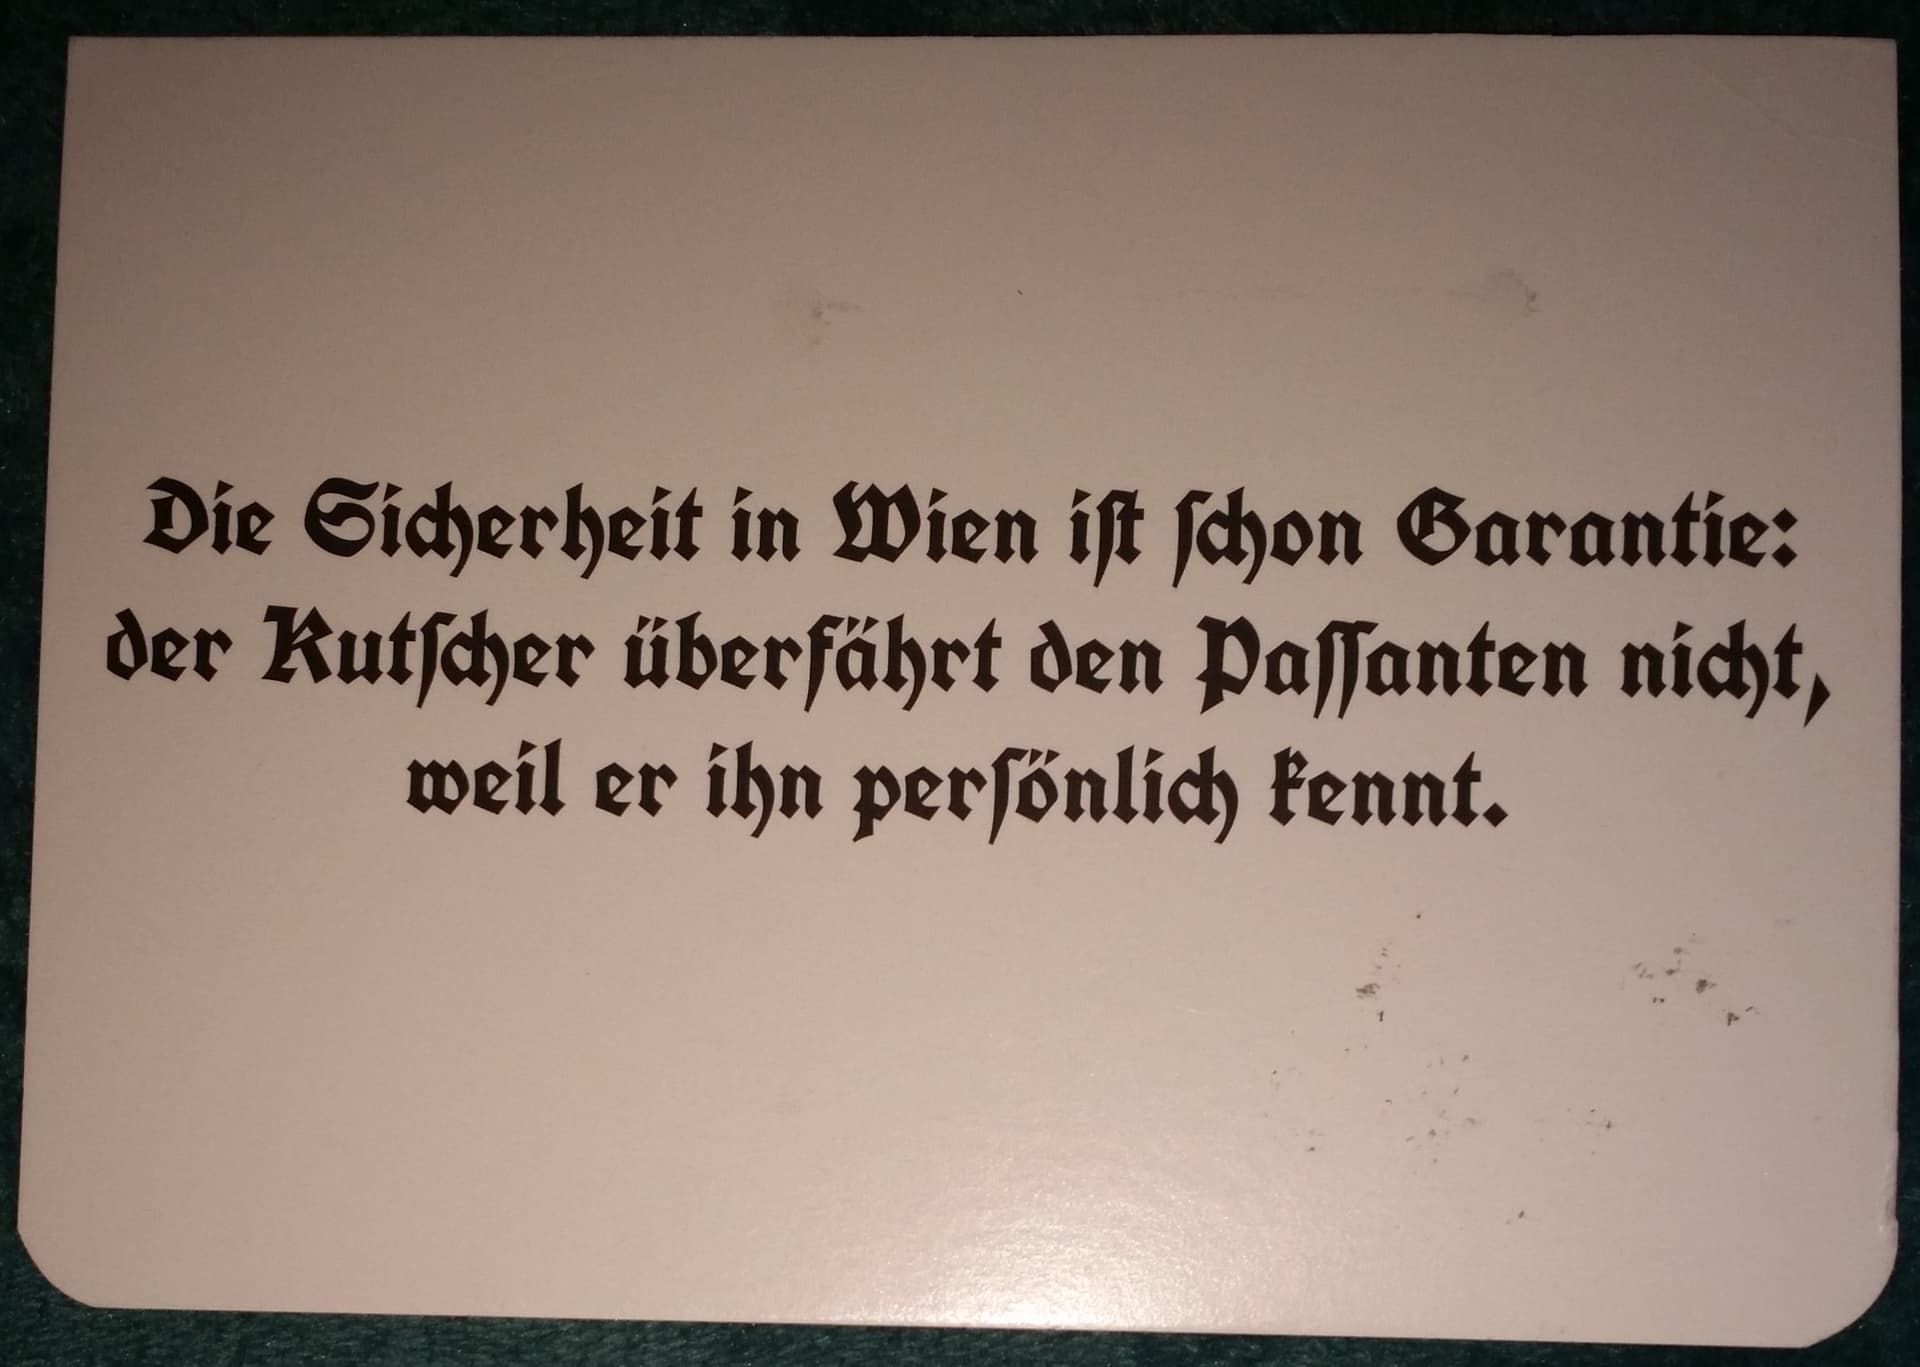 Die Sicherheit in Wien iſt ſchon Garantie:
der Kutſcher überfährt den Paſſanten nicht,
weil er ihn perſönlich kennt.